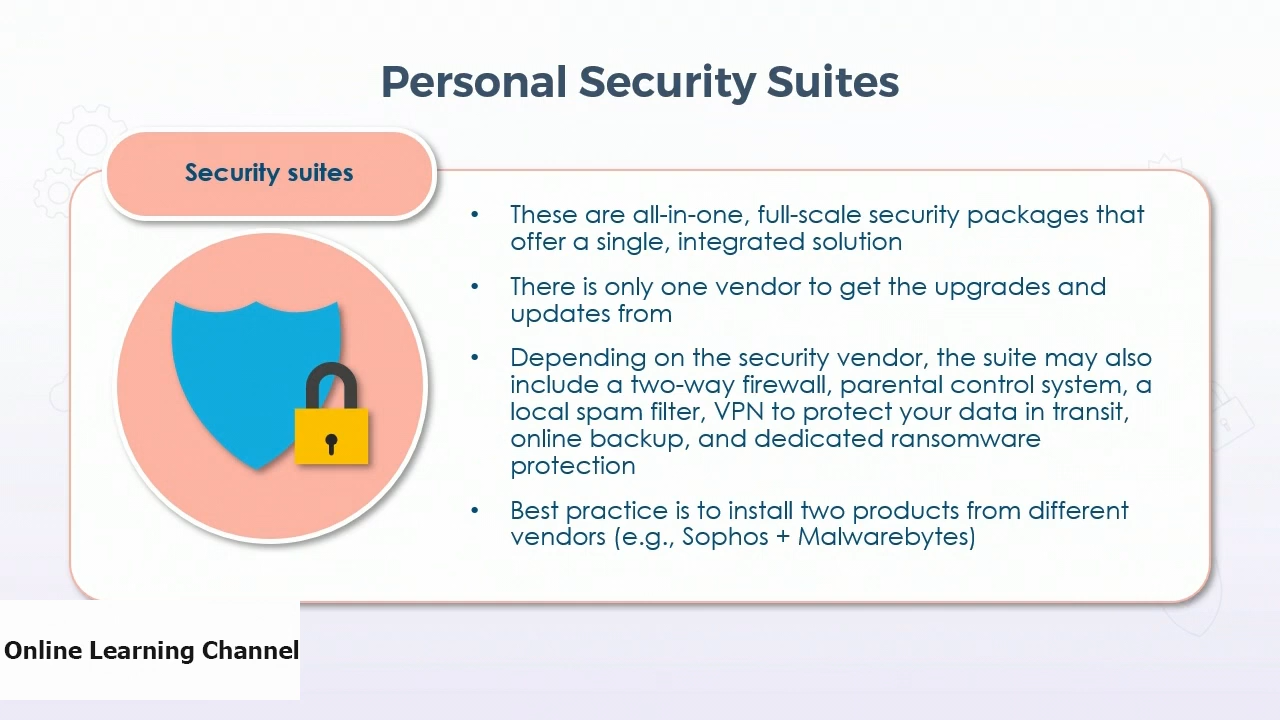 Personal Security Suites
Security suites
• These are all-in-one, full-scale security packages that
offer a single, integrated solution
• There is only one vendor to get the upgrades and
updates from
• Depending on the security vendor, the suite may also
include a two-way firewall, parental control system, a
local spam filter, VPN to protect your data in transit,
online backup, and dedicated ransomware
protection
• Best practice is to install two products from different
vendors (e.g., Sophos + Malwarebytes)
Online Learning Channel